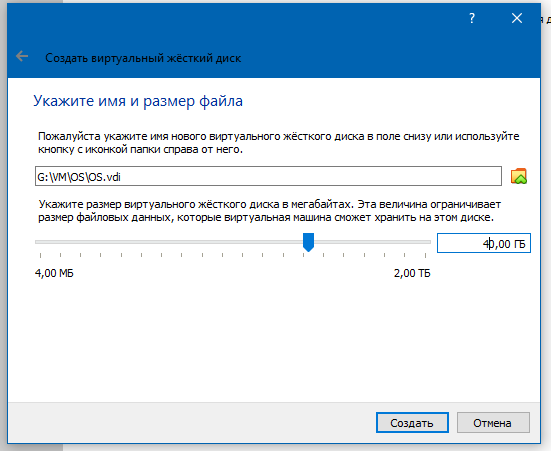 ?
Создать виртуальный жёсткий диск
Укажите имя и размер файла
Пожалуйста укажите имя нового виртуального жёсткого диска в поле снизу или используйте
кнопку с иконкой папки справа от него.
G:\VM\OS\OS.vdi
Укажите размер виртуального жёсткого диска в мегабайтах. Эта величина ограничивает
размер файловых данных, которые виртуальная машина сможет хранить на этом диске.
40,00 ГБ
4,00 МБ
2,00 ТБ
Создать
Отмена